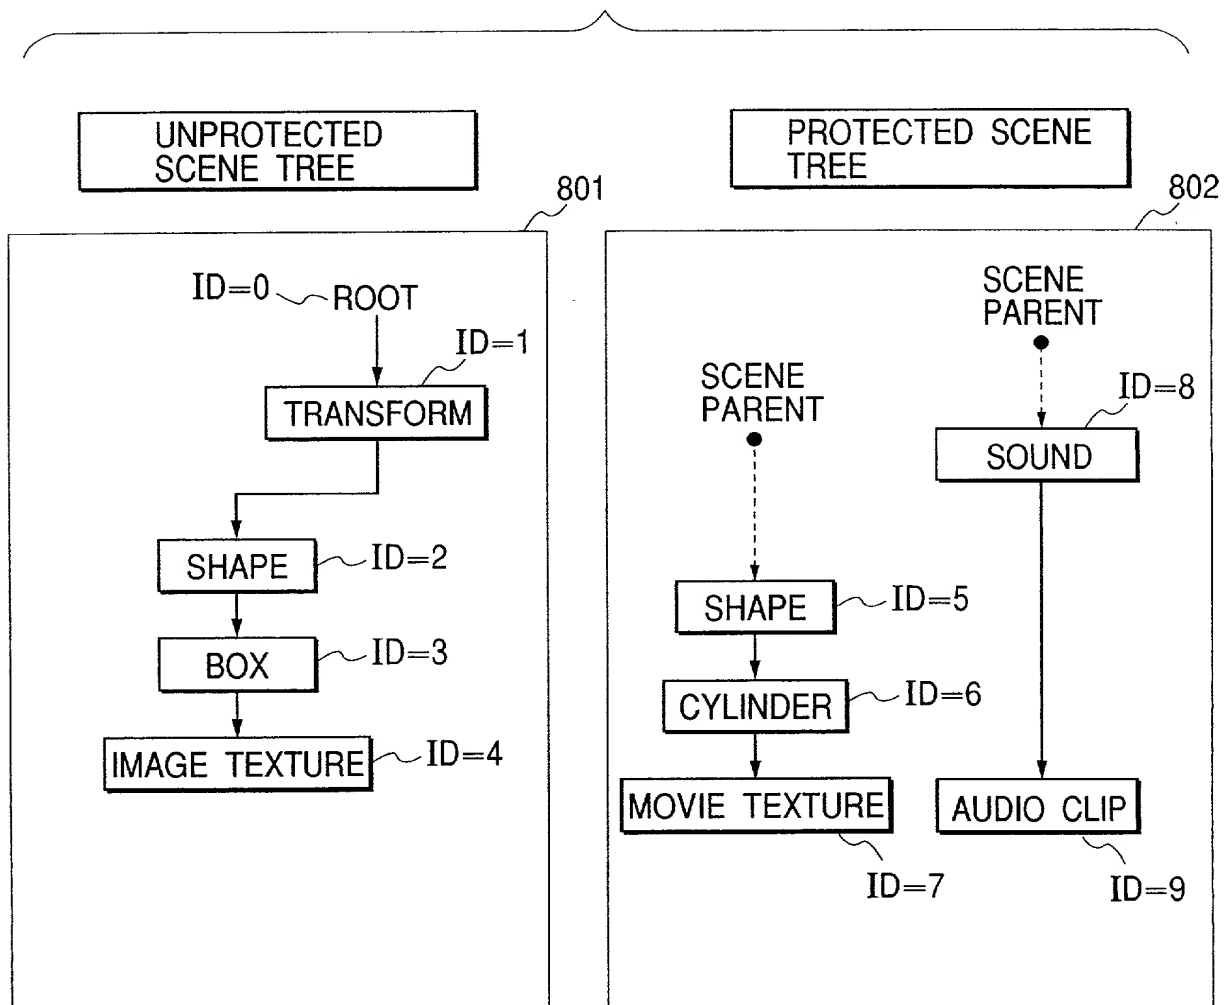 UNPROTECTED
SCENE TREE
801
ID=0
ROOT
ID=1
TRANSFORM
SHAPE
ID=2
BOX
ID=3
IMAGE TEXTURE
ID=4
PROTECTED SCENE
TREE
802
SCENE
PARENT
SCENE
PARENT
ID=8
SOUND
SHAPE
ID=5
CYLINDER
ID=6
MOVIE TEXTURE
ID=7
AUDIO CLIP
ID=9